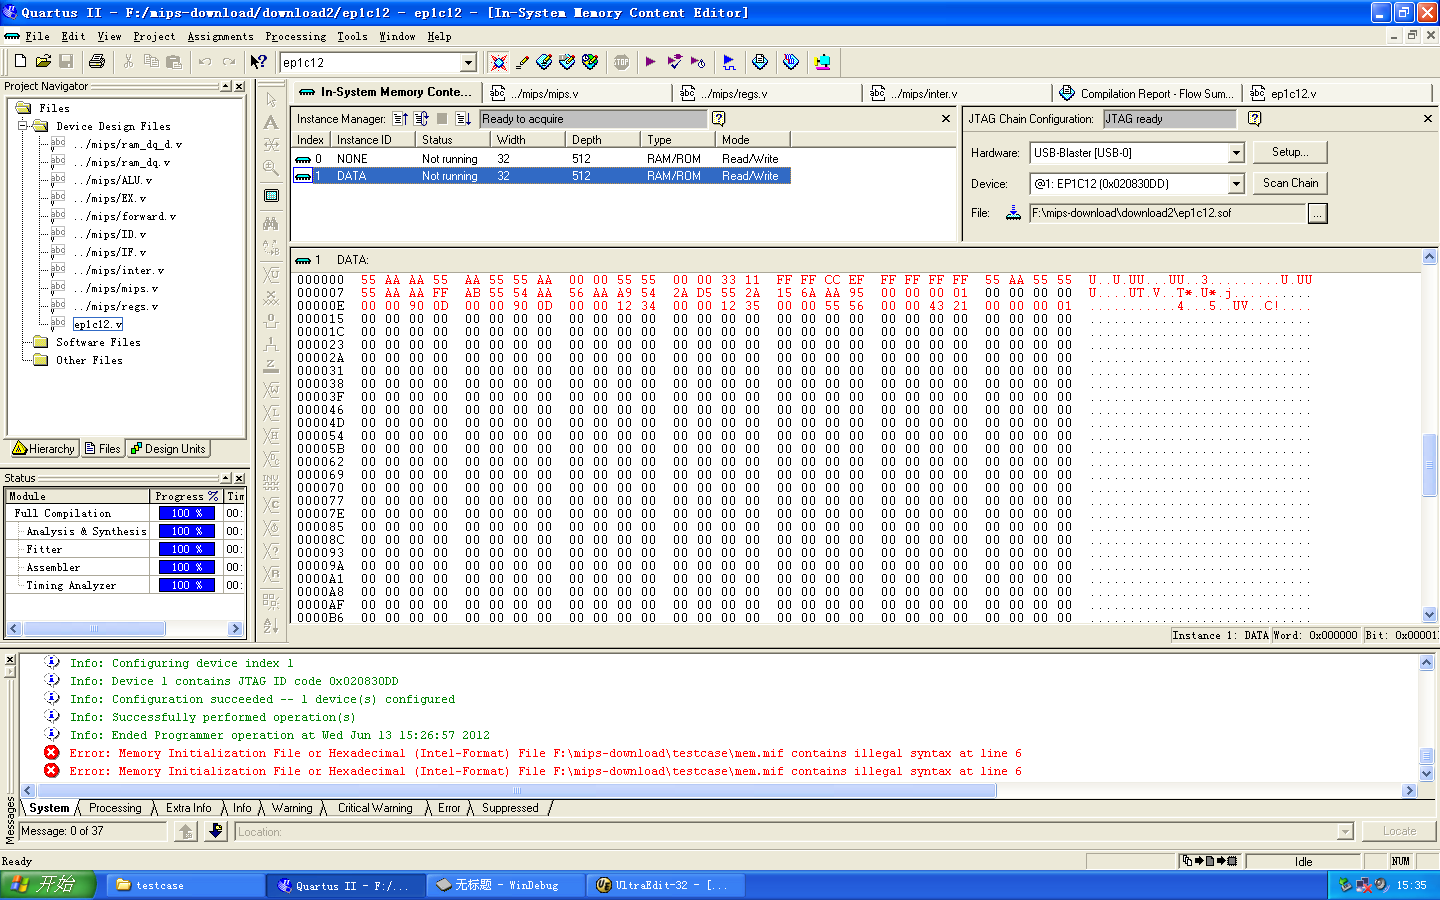 Quartus II - F:/mips-download/download2/ep1c12 - ep1c12 - [In-System Memory Content Editor]
File Edit View Project Assignments Processing Tools Window Help
ep1c12
Project Navigator
Files
Device Design Files
../mips/ram_dq_d.v
../mips/ram_dq.v
../mips/ALU.v
../mips/EX.v
../mips/forward.v
../mips/ID.v
../mips/IF.v
../mips/inter.v
../mips/mips.v
../mips/regs.v
ep1c12.v
Software Files
Other Files
Hierarchy Files Design Units
Status
Module Progress % Tim
Full Compilation 100 % 00:
Analysis & Synthesis 100 % 00:
Fitter 100 % 00:
Assembler 100 % 00:
Timing Analyzer 100 % 00:
In-System Memory Conte... ../mips/mips.v ../mips/regs.v ../mips/inter.v Compilation Report - Flow Sum... ep1c12.v
Instance Manager: Ready to acquire
Index Instance ID Status Width Depth Type Mode
0 NONE Not running 32 512 RAM/ROM Read/Write
1 DATA Not running 32 512 RAM/ROM Read/Write
JTAG Chain Configuration: JTAG ready
Hardware: USB-Blaster [USB-0] Setup...
Device: @1: EP1C12 (0x020830DD) Scan Chain
File: F:\mips-download\download2\ep1c12.sof ...
1 DATA:
000000 55 AA AA 55 AA 55 55 AA 00 00 55 55 00 00 33 11 FF FF CC EF FF FF FF FF 55 AA 55 55 U..U.UU...UU..3.........U.UU
000007 55 AA AA FF AB 55 54 AA 56 AA A9 54 2A D5 55 2A 15 6A AA 95 00 00 00 01 00 00 00 00 U....UT.V..T*.U*.j..........
00000E 00 00 90 0D 00 00 90 0D 00 00 12 34 00 00 12 35 00 00 55 56 00 00 43 21 00 00 00 01 ...........4...5..UV..C!....
000015 00 00 00 00 00 00 00 00 00 00 00 00 00 00 00 00 00 00 00 00 00 00 00 00 00 00 00 00 ............................
00001C 00 00 00 00 00 00 00 00 00 00 00 00 00 00 00 00 00 00 00 00 00 00 00 00 00 00 00 00 ............................
000023 00 00 00 00 00 00 00 00 00 00 00 00 00 00 00 00 00 00 00 00 00 00 00 00 00 00 00 00 ............................
00002A 00 00 00 00 00 00 00 00 00 00 00 00 00 00 00 00 00 00 00 00 00 00 00 00 00 00 00 00 ............................
000031 00 00 00 00 00 00 00 00 00 00 00 00 00 00 00 00 00 00 00 00 00 00 00 00 00 00 00 00 ............................
000038 00 00 00 00 00 00 00 00 00 00 00 00 00 00 00 00 00 00 00 00 00 00 00 00 00 00 00 00 ............................
00003F 00 00 00 00 00 00 00 00 00 00 00 00 00 00 00 00 00 00 00 00 00 00 00 00 00 00 00 00 ............................
000046 00 00 00 00 00 00 00 00 00 00 00 00 00 00 00 00 00 00 00 00 00 00 00 00 00 00 00 00 ............................
00004D 00 00 00 00 00 00 00 00 00 00 00 00 00 00 00 00 00 00 00 00 00 00 00 00 00 00 00 00 ............................
000054 00 00 00 00 00 00 00 00 00 00 00 00 00 00 00 00 00 00 00 00 00 00 00 00 00 00 00 00 ............................
00005B 00 00 00 00 00 00 00 00 00 00 00 00 00 00 00 00 00 00 00 00 00 00 00 00 00 00 00 00 ............................
000062 00 00 00 00 00 00 00 00 00 00 00 00 00 00 00 00 00 00 00 00 00 00 00 00 00 00 00 00 ............................
000069 00 00 00 00 00 00 00 00 00 00 00 00 00 00 00 00 00 00 00 00 00 00 00 00 00 00 00 00 ............................
000070 00 00 00 00 00 00 00 00 00 00 00 00 00 00 00 00 00 00 00 00 00 00 00 00 00 00 00 00 ............................
000077 00 00 00 00 00 00 00 00 00 00 00 00 00 00 00 00 00 00 00 00 00 00 00 00 00 00 00 00 ............................
00007E 00 00 00 00 00 00 00 00 00 00 00 00 00 00 00 00 00 00 00 00 00 00 00 00 00 00 00 00 ............................
000085 00 00 00 00 00 00 00 00 00 00 00 00 00 00 00 00 00 00 00 00 00 00 00 00 00 00 00 00 ............................
00008C 00 00 00 00 00 00 00 00 00 00 00 00 00 00 00 00 00 00 00 00 00 00 00 00 00 00 00 00 ............................
000093 00 00 00 00 00 00 00 00 00 00 00 00 00 00 00 00 00 00 00 00 00 00 00 00 00 00 00 00 ............................
00009A 00 00 00 00 00 00 00 00 00 00 00 00 00 00 00 00 00 00 00 00 00 00 00 00 00 00 00 00 ............................
0000A1 00 00 00 00 00 00 00 00 00 00 00 00 00 00 00 00 00 00 00 00 00 00 00 00 00 00 00 00 ............................
0000A8 00 00 00 00 00 00 00 00 00 00 00 00 00 00 00 00 00 00 00 00 00 00 00 00 00 00 00 00 ............................
0000AF 00 00 00 00 00 00 00 00 00 00 00 00 00 00 00 00 00 00 00 00 00 00 00 00 00 00 00 00 ............................
0000B6 00 00 00 00 00 00 00 00 00 00 00 00 00 00 00 00 00 00 00 00 00 00 00 00 00 00 00 00 ............................
Instance 1: DATA Word: 0x000000 Bit: 0x00001
Info: Configuring device index 1
Info: Device 1 contains JTAG ID code 0x020830DD
Info: Configuration succeeded -- 1 device(s) configured
Info: Successfully performed operation(s)
Info: Ended Programmer operation at Wed Jun 13 15:26:57 2012
Error: Memory Initialization File or Hexadecimal (Intel-Format) File F:\mips-download\testcase\mem.mif contains illegal syntax at line 6
Error: Memory Initialization File or Hexadecimal (Intel-Format) File F:\mips-download\testcase\mem.mif contains illegal syntax at line 6
System Processing Extra Info Info Warning Critical Warning Error Suppressed
Messages
Message: 0 of 37 Location: Locate
Ready Idle NUM
开始 testcase Quartus II - F:/... 无标题 - WinDebug UltraEdit-32 - [... 15:35